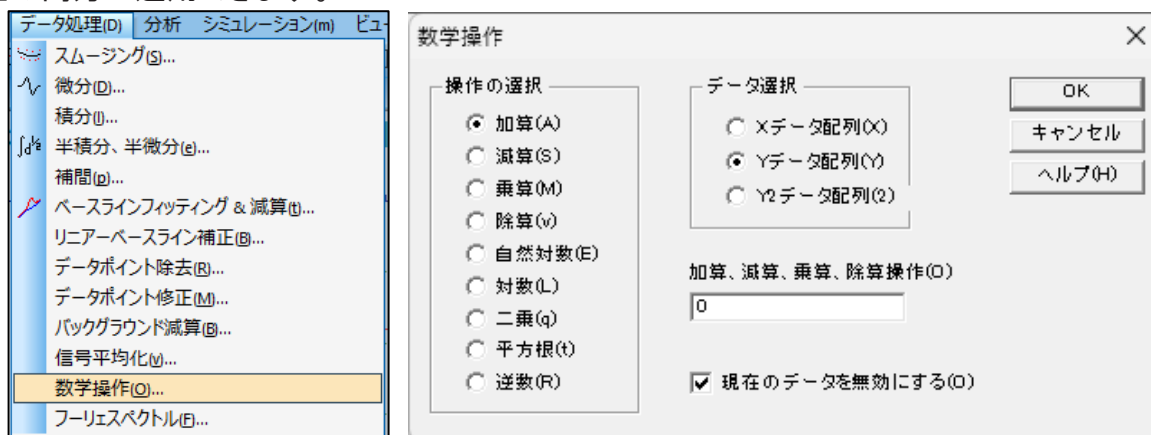 データ処理(D) 分析 シミュレーション(m) ビュー
スムージング(S)...
微分(D)...
積分(I)...
半積分、半微分(e)...
補間(p)...
ベースラインフィッティング & 減算(t)...
リニアーベースライン補正(B)...
データポイント除去(R)...
データポイント修正(M)...
バックグラウンド減算(B)...
信号平均化(v)...
数学操作(O)...
フーリェスペクトル(F)...
数学操作
操作の選択
加算(A)
減算(S)
乗算(M)
除算(v)
自然対数(E)
対数(L)
二乗(q)
平方根(t)
逆数(R)
データ選択
Xデータ配列(X)
Yデータ配列(Y)
Y2データ配列(2)
加算、減算、乗算、除算操作(O)
0
現在のデータを無効にする(O)
OK
キャンセル
ヘルプ(H)